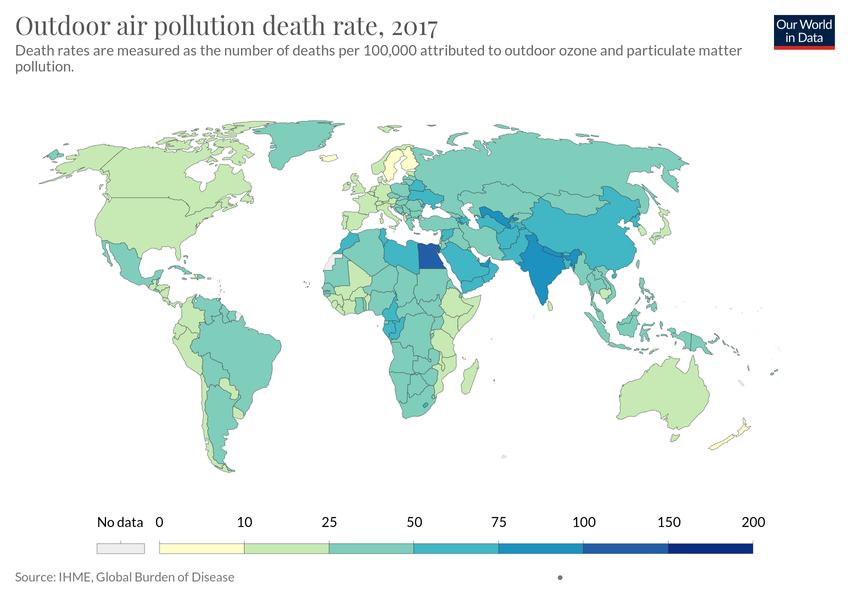 Outdoor air pollution death rate, 2017
Our World
in Data
Death rates are measured as the number of deaths per 100,000 attributed to outdoor ozone and particulate matter
pollution.
No data 0 10 25 50 75 100 150 200
Source: IHME, Global Burden of Disease